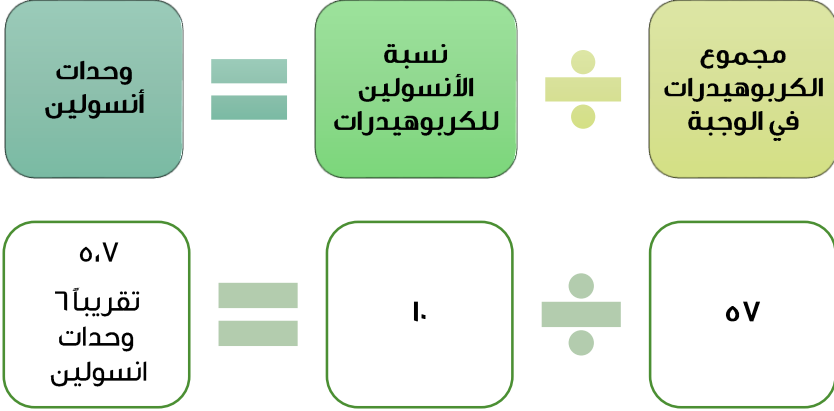 مجموع
الكربوهيدرات
في الوجبة
÷
نسبة
الأنسولين
للكربوهيدرات
=
وحدات
أنسولين
٥٧
÷
١٠
=
٥،٧
تقريباً ٦
وحدات
انسولين